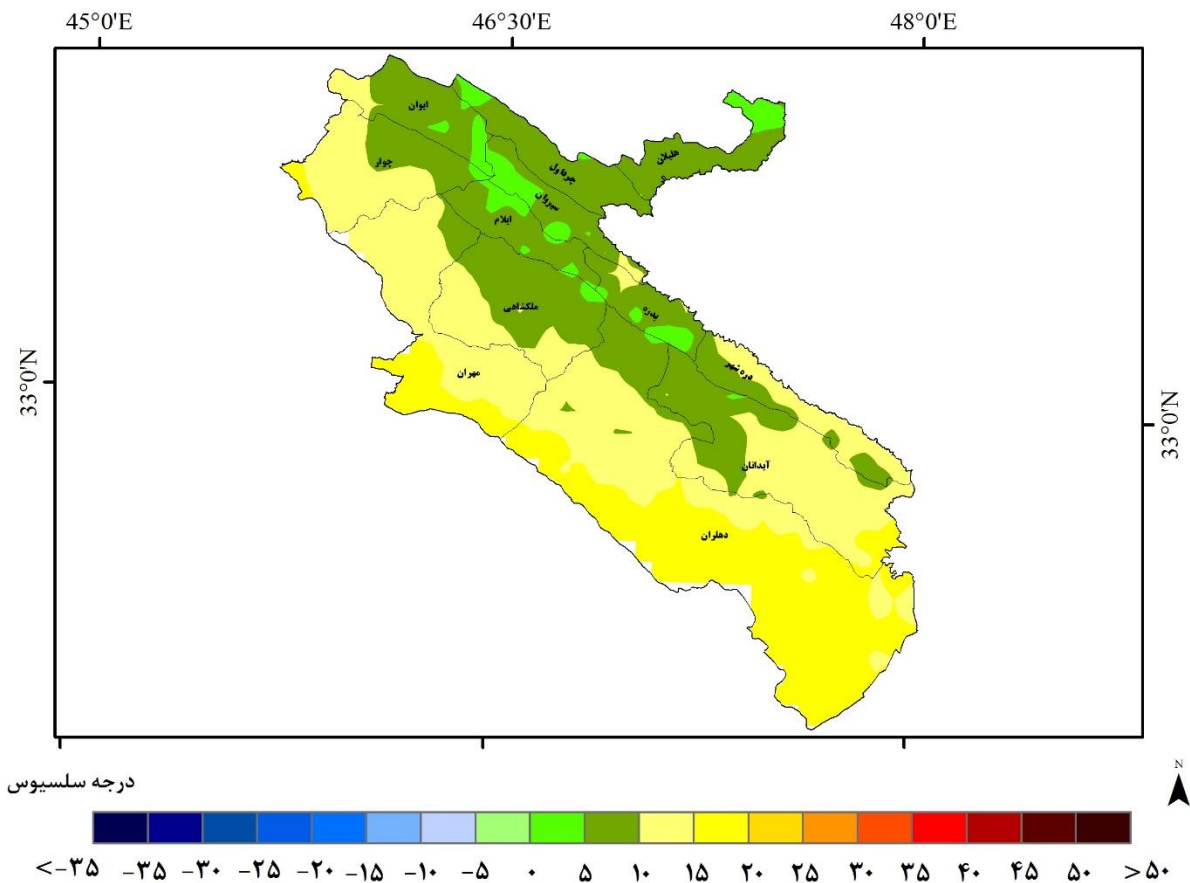 45°0'E 46°30'E 48°0'E
ایوان
هلیلان
چوار
چرداول
سیروان
ایلام
ملکشاهی
بدره
33°0'N
مهران
دره شهر
33°0'N
آبدانان
دهلران
درجه سلسیوس
N
<-۳۵ -۳۵ -۳۰ -۲۵ -۲۰ -۱۵ -۱۰ -۵ ۰ ۵ ۱۰ ۱۵ ۲۰ ۲۵ ۳۰ ۳۵ ۴۰ ۴۵ ۵۰ >۵۰